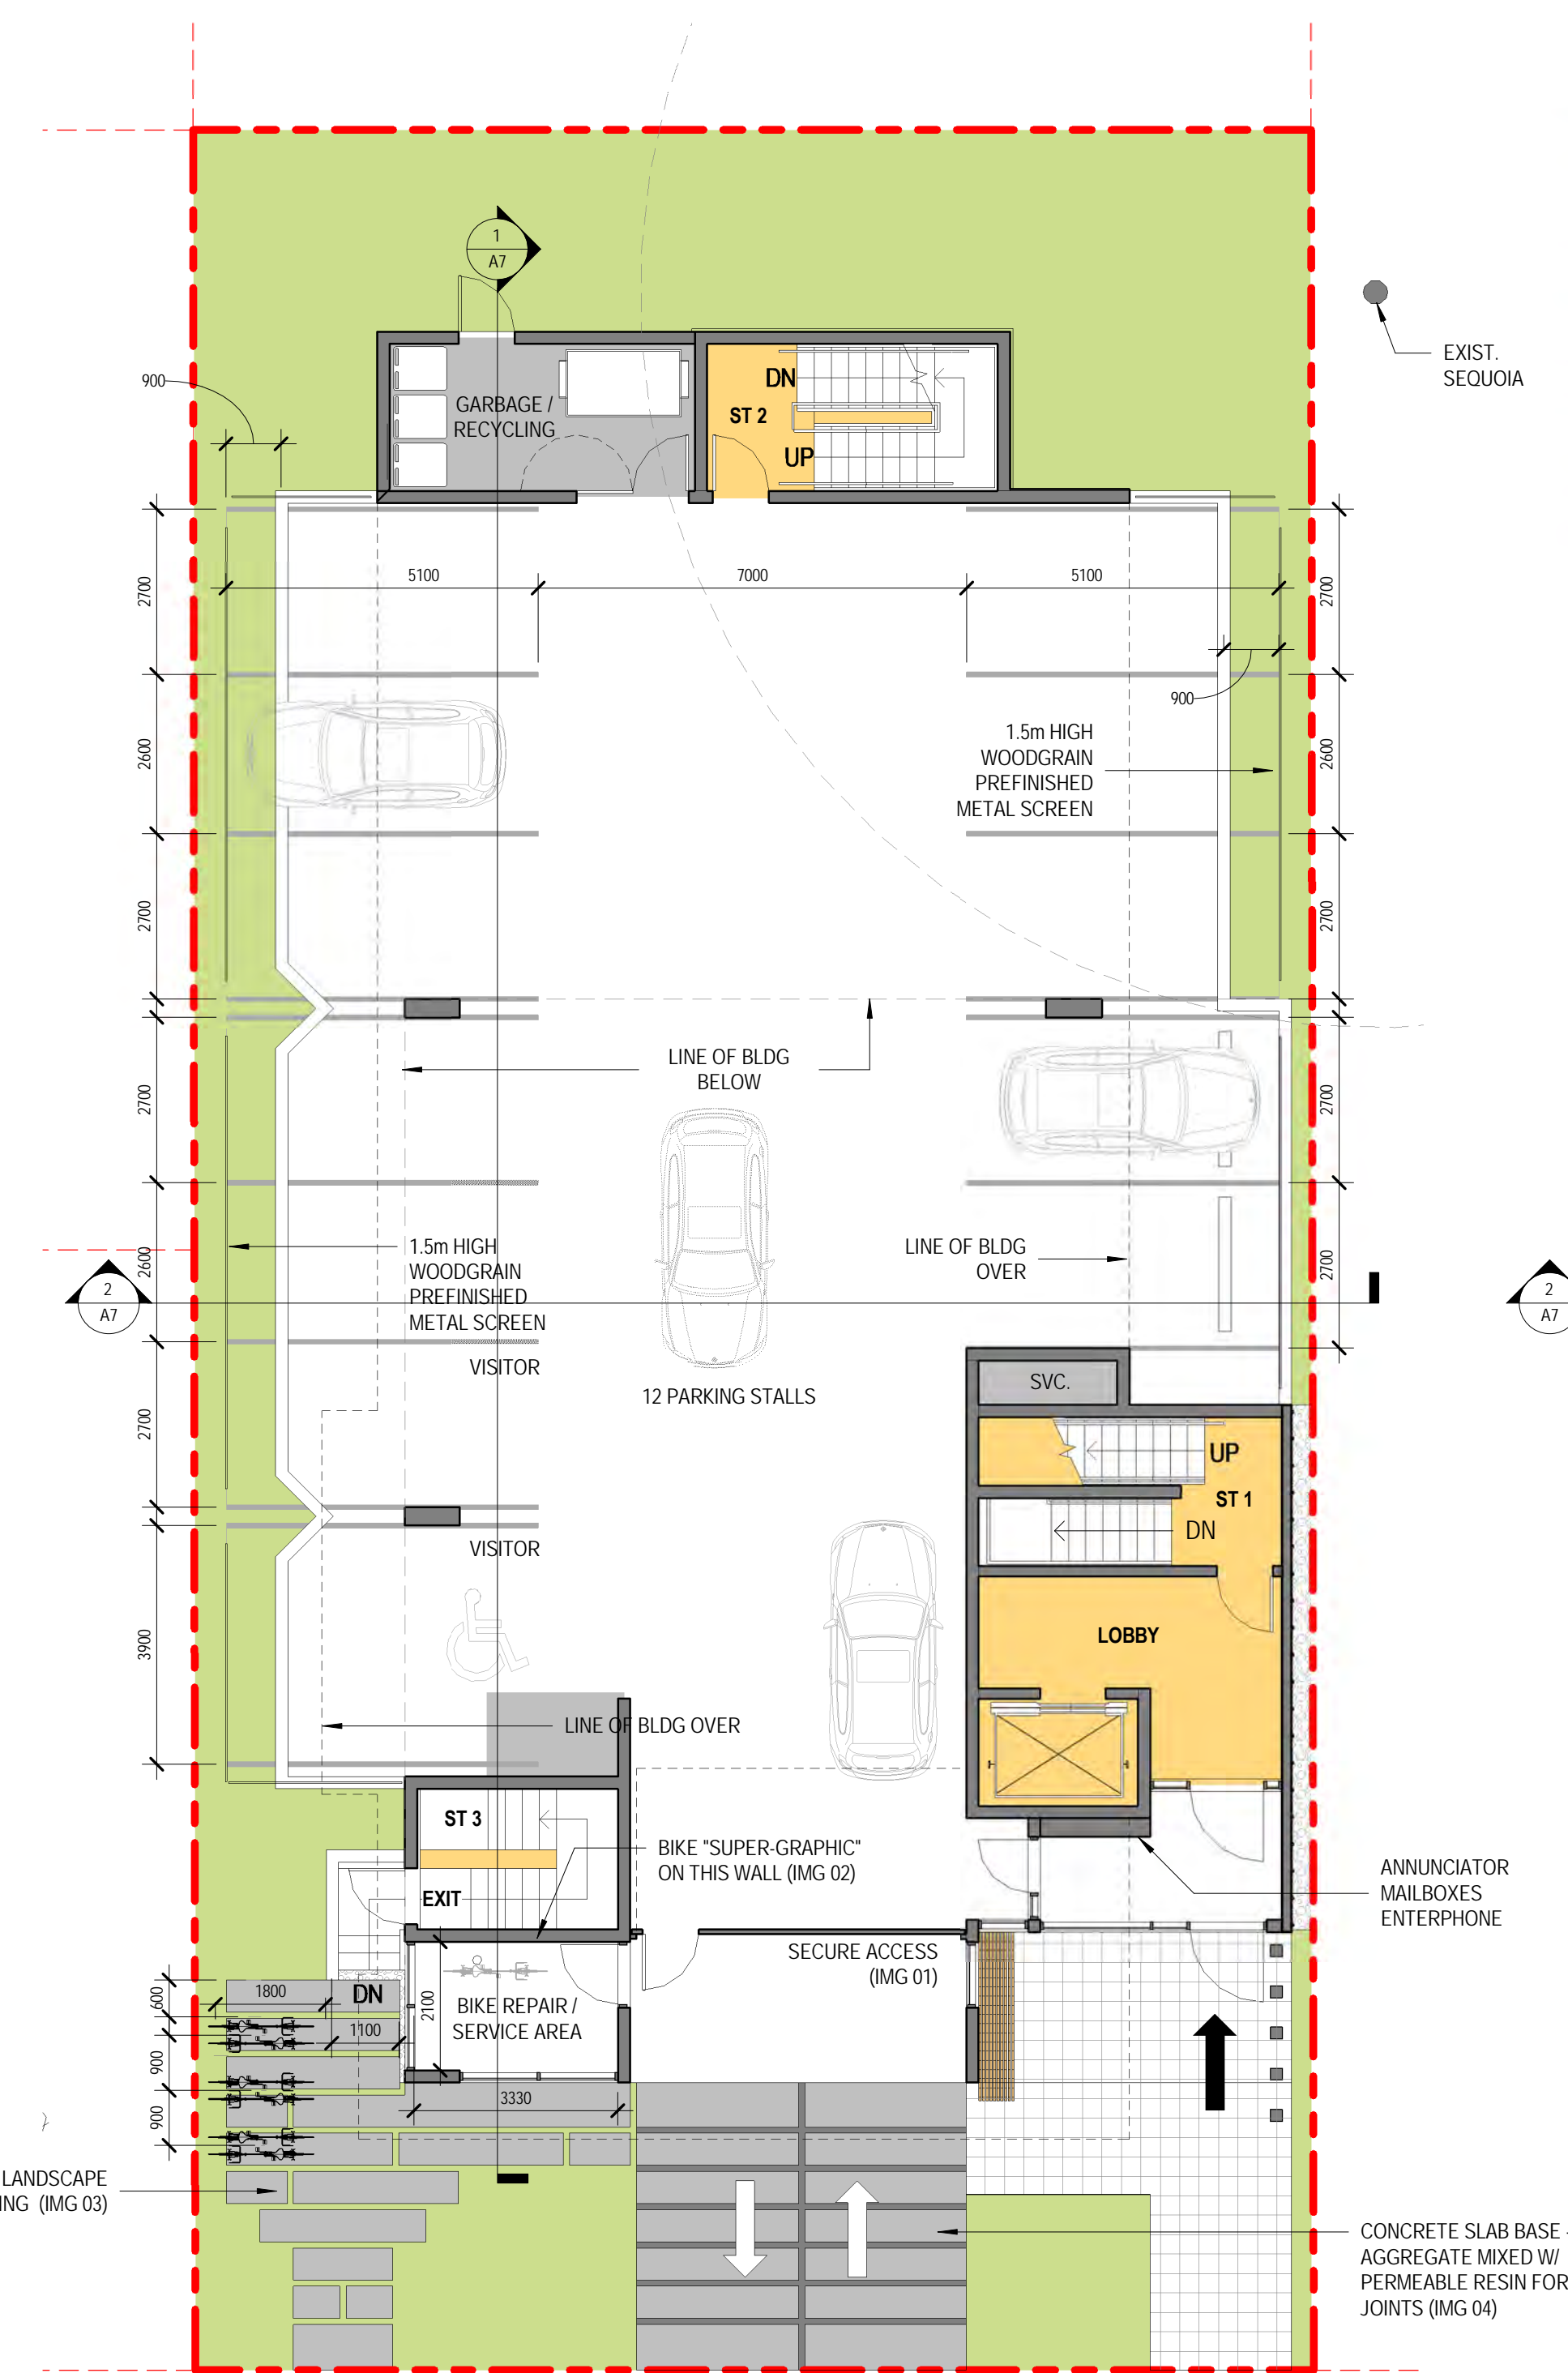 1
A7
EXIST.
SEQUOIA
900
GARBAGE /
RECYCLING
DN
ST 2
UP
5100
7000
5100
2700
2700
900
1.5m HIGH
WOODGRAIN
PREFINISHED
METAL SCREEN
2600
2600
2700
2700
LINE OF BLDG
BELOW
2700
2700
1.5m HIGH
WOODGRAIN
PREFINISHED
METAL SCREEN
LINE OF BLDG
OVER
2600
2700
2
A7
2
A7
VISITOR
12 PARKING STALLS
SVC.
2700
UP
ST 1
DN
VISITOR
3900
LOBBY
LINE OF BLDG OVER
ST 3
EXIT
BIKE "SUPER-GRAPHIC"
ON THIS WALL (IMG 02)
ANNUNCIATOR
MAILBOXES
ENTERPHONE
SECURE ACCESS
(IMG 01)
600
1800
DN
2100
BIKE REPAIR /
SERVICE AREA
1100
900
900
3330
LANDSCAPE
ING (IMG 03)
CONCRETE SLAB BASE -
AGGREGATE MIXED W/
PERMEABLE RESIN FOR
JOINTS (IMG 04)